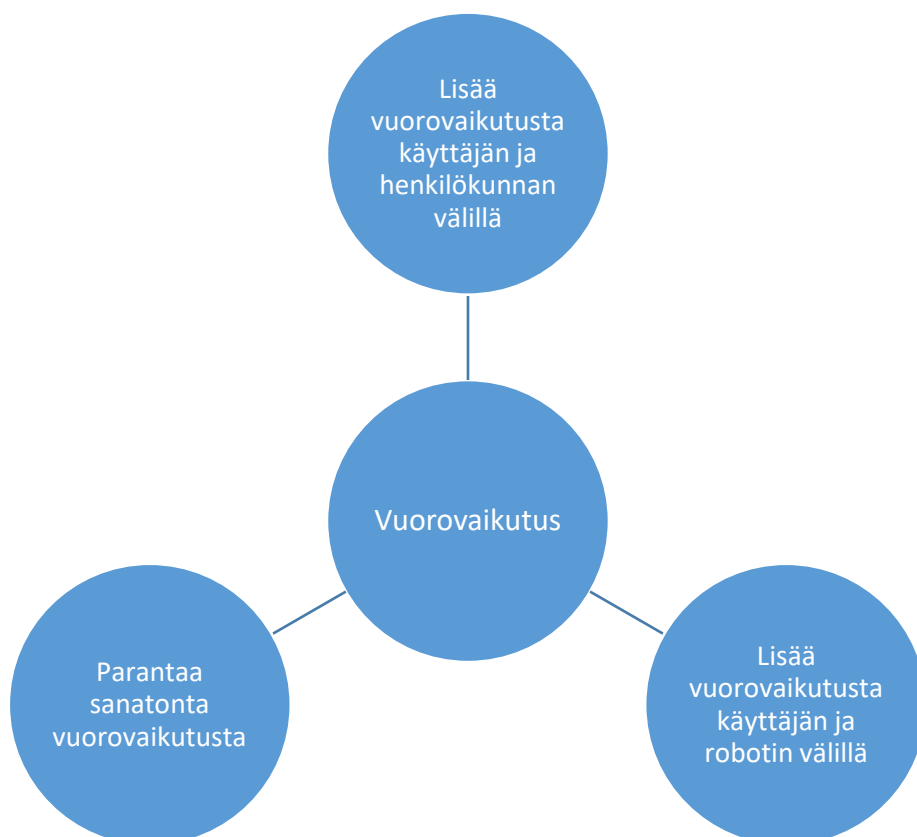 Lisää
vuorovaikutusta
käyttäjän ja
henkilökunnan
välillä
Vuorovaikutus
Parantaa
sanatonta
vuorovaikutusta
Lisää
vuorovaikutusta
käyttäjän ja
robotin välillä